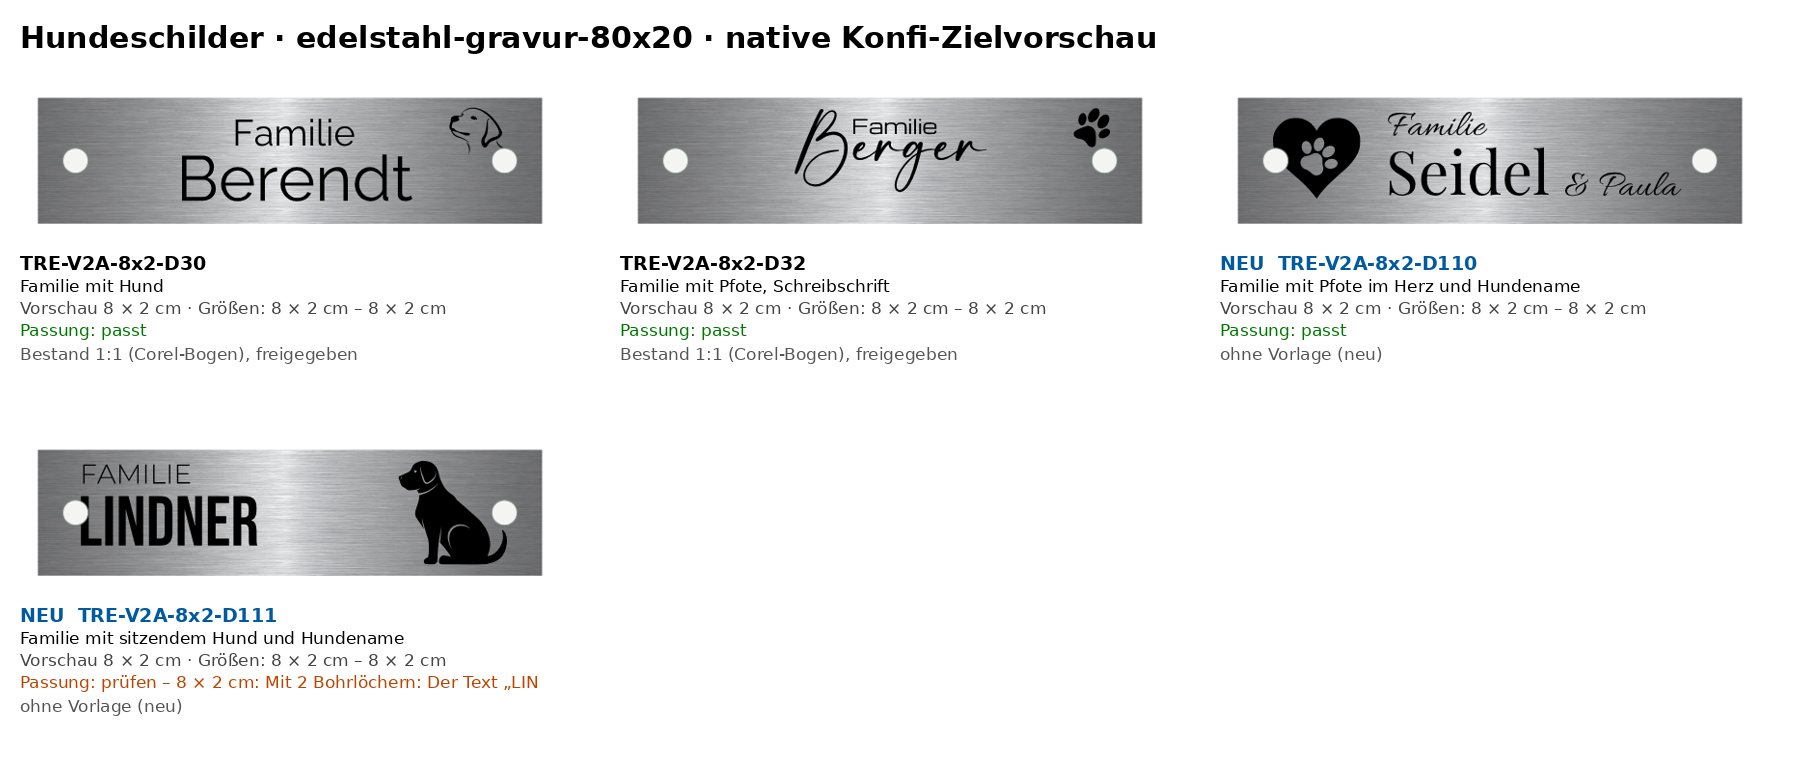 Hundeschilder · edelstahl-gravur-80x20 · native Konfi-Zielvorschau
Familie
Berendt
TRE-V2A-8x2-D30
Familie mit Hund
Vorschau 8 × 2 cm · Größen: 8 × 2 cm – 8 × 2 cm
Passung: passt
Bestand 1:1 (Corel-Bogen), freigegeben
Familie
Berger
TRE-V2A-8x2-D32
Familie mit Pfote, Schreibschrift
Vorschau 8 × 2 cm · Größen: 8 × 2 cm – 8 × 2 cm
Passung: passt
Bestand 1:1 (Corel-Bogen), freigegeben
Familie
Seidel & Paula
NEU TRE-V2A-8x2-D110
Familie mit Pfote im Herz und Hundename
Vorschau 8 × 2 cm · Größen: 8 × 2 cm – 8 × 2 cm
Passung: passt
ohne Vorlage (neu)
FAMILIE
LINDNER
NEU TRE-V2A-8x2-D111
Familie mit sitzendem Hund und Hundename
Vorschau 8 × 2 cm · Größen: 8 × 2 cm – 8 × 2 cm
Passung: prüfen – 8 × 2 cm: Mit 2 Bohrlöchern: Der Text „LIN
ohne Vorlage (neu)